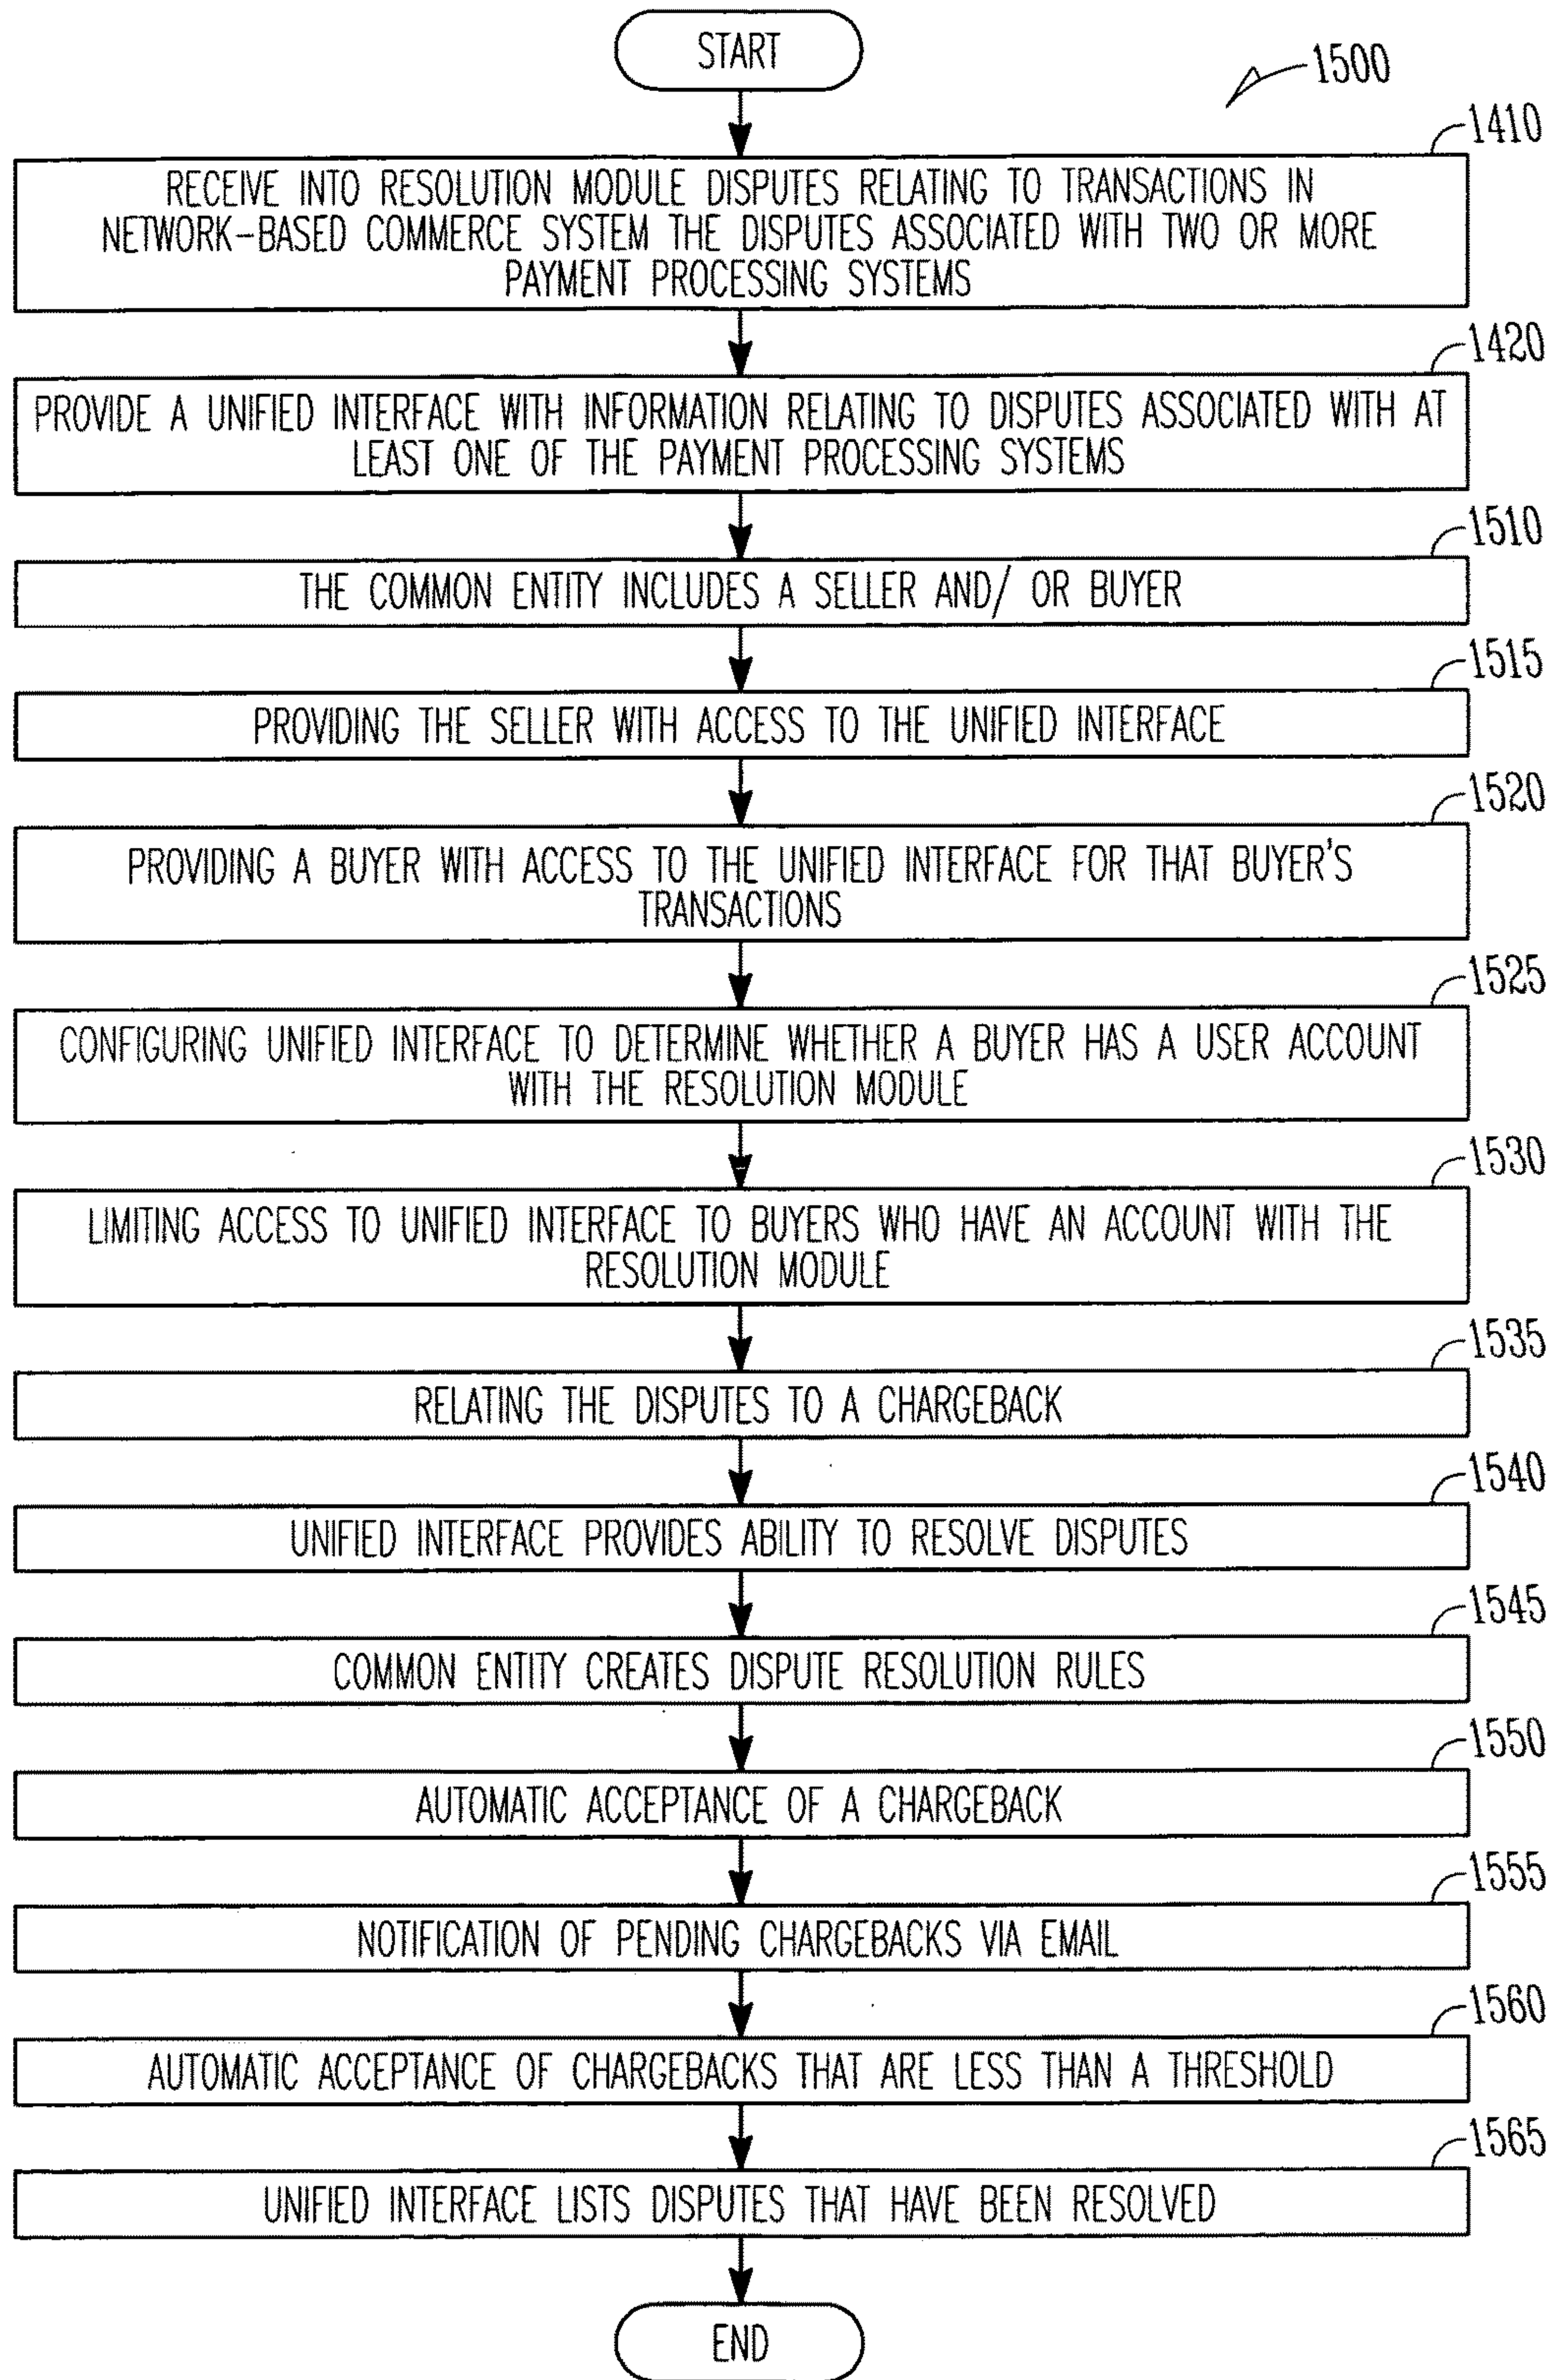 START
1500
1410
RECEIVE INTO RESOLUTION MODULE DISPUTES RELATING TO TRANSACTIONS IN
NETWORK-BASED COMMERCE SYSTEM THE DISPUTES ASSOCIATED WITH TWO OR MORE
PAYMENT PROCESSING SYSTEMS
1420
PROVIDE A UNIFIED INTERFACE WITH INFORMATION RELATING TO DISPUTES ASSOCIATED WITH AT
LEAST ONE OF THE PAYMENT PROCESSING SYSTEMS
1510
THE COMMON ENTITY INCLUDES A SELLER AND/ OR BUYER
1515
PROVIDING THE SELLER WITH ACCESS TO THE UNIFIED INTERFACE
1520
PROVIDING A BUYER WITH ACCESS TO THE UNIFIED INTERFACE FOR THAT BUYER'S
TRANSACTIONS
1525
CONFIGURING UNIFIED INTERFACE TO DETERMINE WHETHER A BUYER HAS A USER ACCOUNT
WITH THE RESOLUTION MODULE
1530
LIMITING ACCESS TO UNIFIED INTERFACE TO BUYERS WHO HAVE AN ACCOUNT WITH THE
RESOLUTION MODULE
1535
RELATING THE DISPUTES TO A CHARGEBACK
1540
UNIFIED INTERFACE PROVIDES ABILITY TO RESOLVE DISPUTES
1545
COMMON ENTITY CREATES DISPUTE RESOLUTION RULES
1550
AUTOMATIC ACCEPTANCE OF A CHARGEBACK
1555
NOTIFICATION OF PENDING CHARGEBACKS VIA EMAIL
1560
AUTOMATIC ACCEPTANCE OF CHARGEBACKS THAT ARE LESS THAN A THRESHOLD
1565
UNIFIED INTERFACE LISTS DISPUTES THAT HAVE BEEN RESOLVED
END